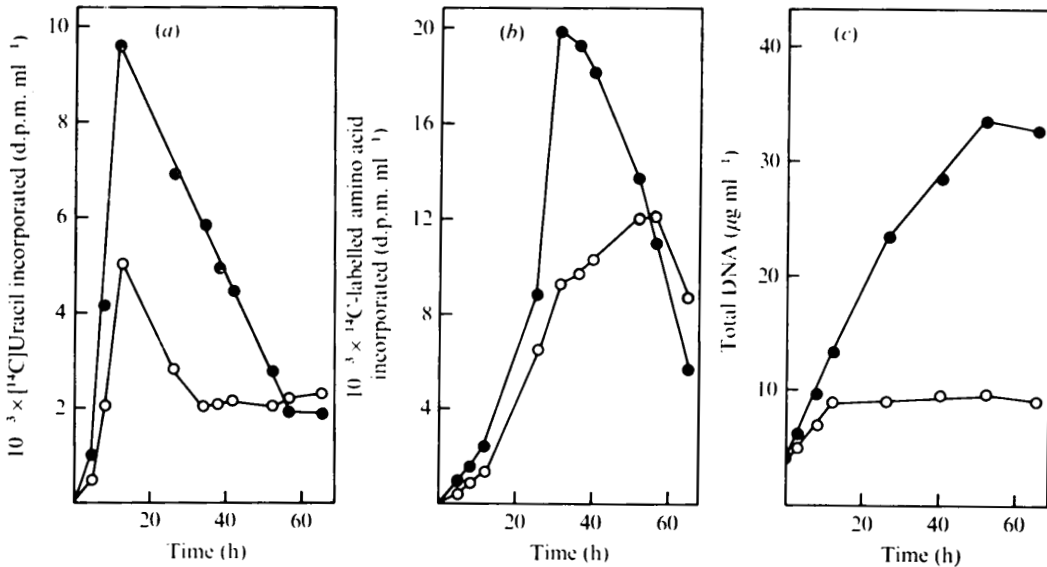 10⁻³ × [¹⁴C]Uracil incorporated (d.p.m. ml⁻¹)
10
8
6
4
2
(a)
20
40
60
Time (h)
10⁻³ × ¹⁴C-labelled amino acid
incorporated (d.p.m. ml⁻¹)
20
16
12
8
4
(b)
20
40
60
Time (h)
Total DNA (µg ml⁻¹)
40
30
20
10
(c)
20
40
60
Time (h)